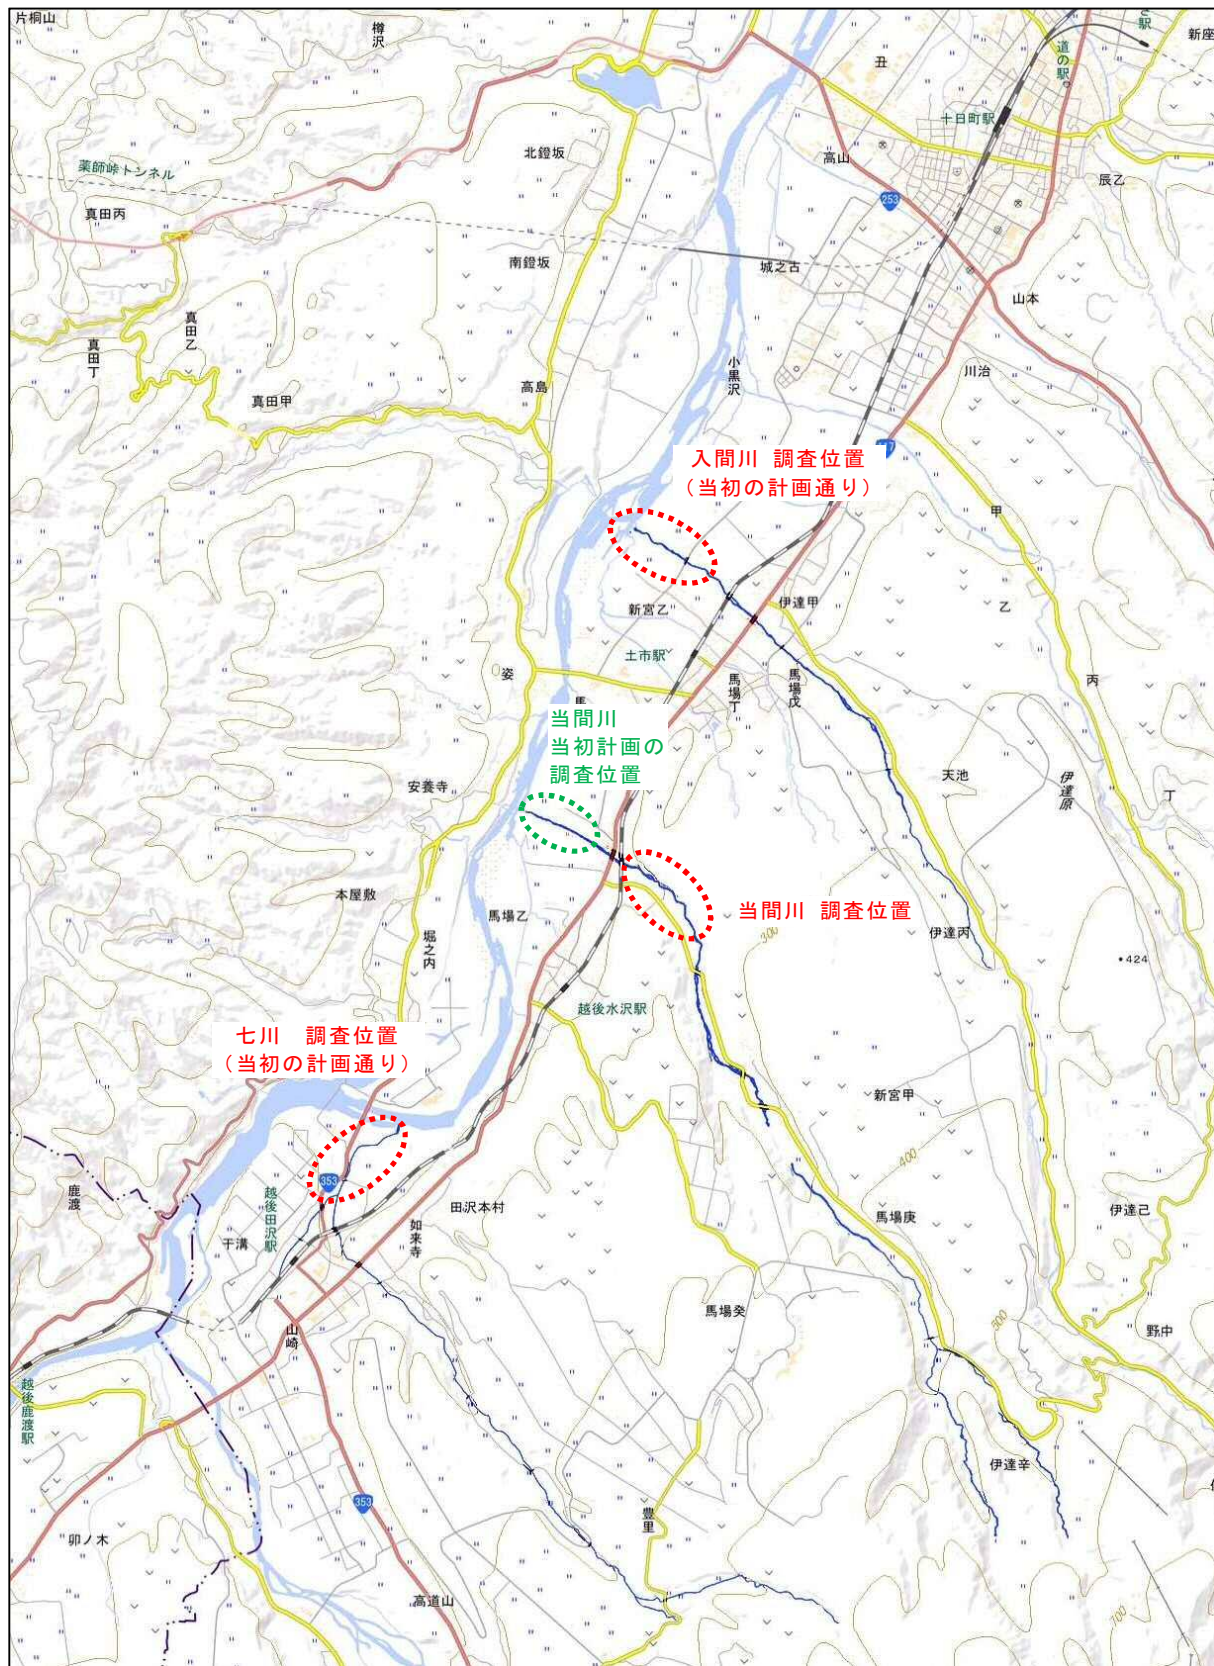 片桐山
樽沢
丑
道の駅
新座
十日町駅
北鐙坂
高山
薬師峠トンネル
辰乙
真田丙
253
南鐙坂
城之古
山本
真田乙
真田丁
小黒沢
川治
高島
真田甲
入間川 調査位置
(当初の計画通り)
甲
新宮乙
伊達甲
乙
土市駅
姿
馬場丁
馬場戊
丙
当間川
当初計画の
調査位置
安養寺
天池
伊達原
丁
本屋敷
馬場乙
当間川 調査位置
300
伊達丙
堀之内
424
越後水沢駅
七川 調査位置
(当初の計画通り)
新宮甲
400
鹿渡
353
越後田沢駅
田沢本村
伊達己
馬場庚
干溝
如来寺
馬場癸
500
野中
山崎
越後鹿渡駅
伊達辛
353
豊里
卯ノ木
高道山
700